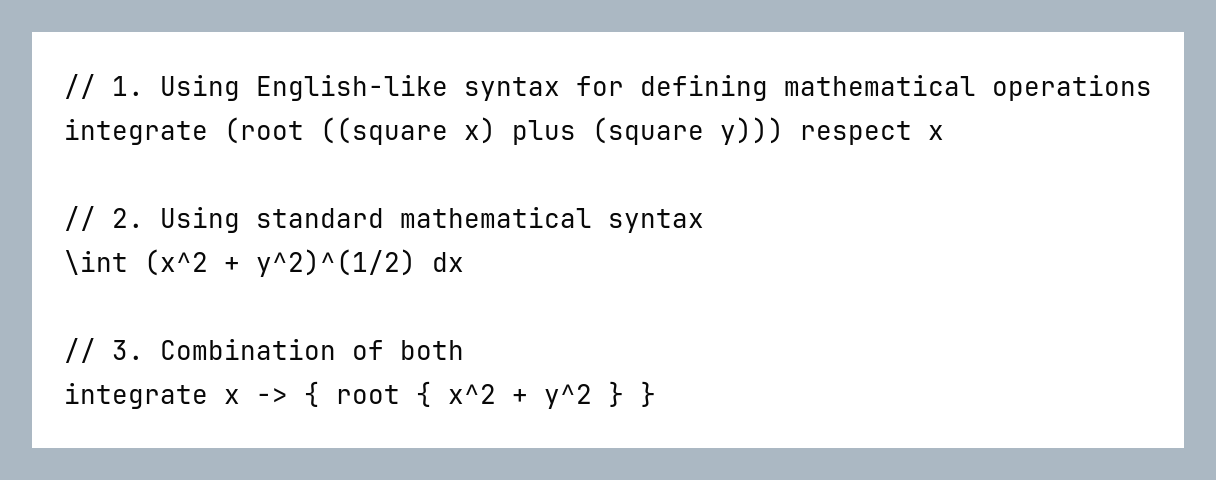 // 1. Using English-like syntax for defining mathematical operations
integrate (root ((square x) plus (square y))) respect x
// 2. Using standard mathematical syntax
\int (x^2 + y^2)^(1/2) dx
// 3. Combination of both
integrate x -> { root { x^2 + y^2 } }